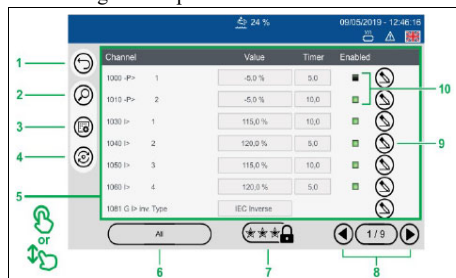 24 %
09/05/2019 - 12:46:16
Channel Value Timer Enabled
1000 -P> 1 -5,0 % 5,0
1010 -P> 2 -5,0 % 10,0
1030 I> 1 115,0 % 10,0
1040 I> 2 120,0 % 5,0
1050 I> 3 115,0 % 10,0
1060 I> 4 120,0 % 5,0
1081 G I> inv Type IEC Inverse
All
1 / 9
1
2
3
4
5
or
6
7
8
9
10